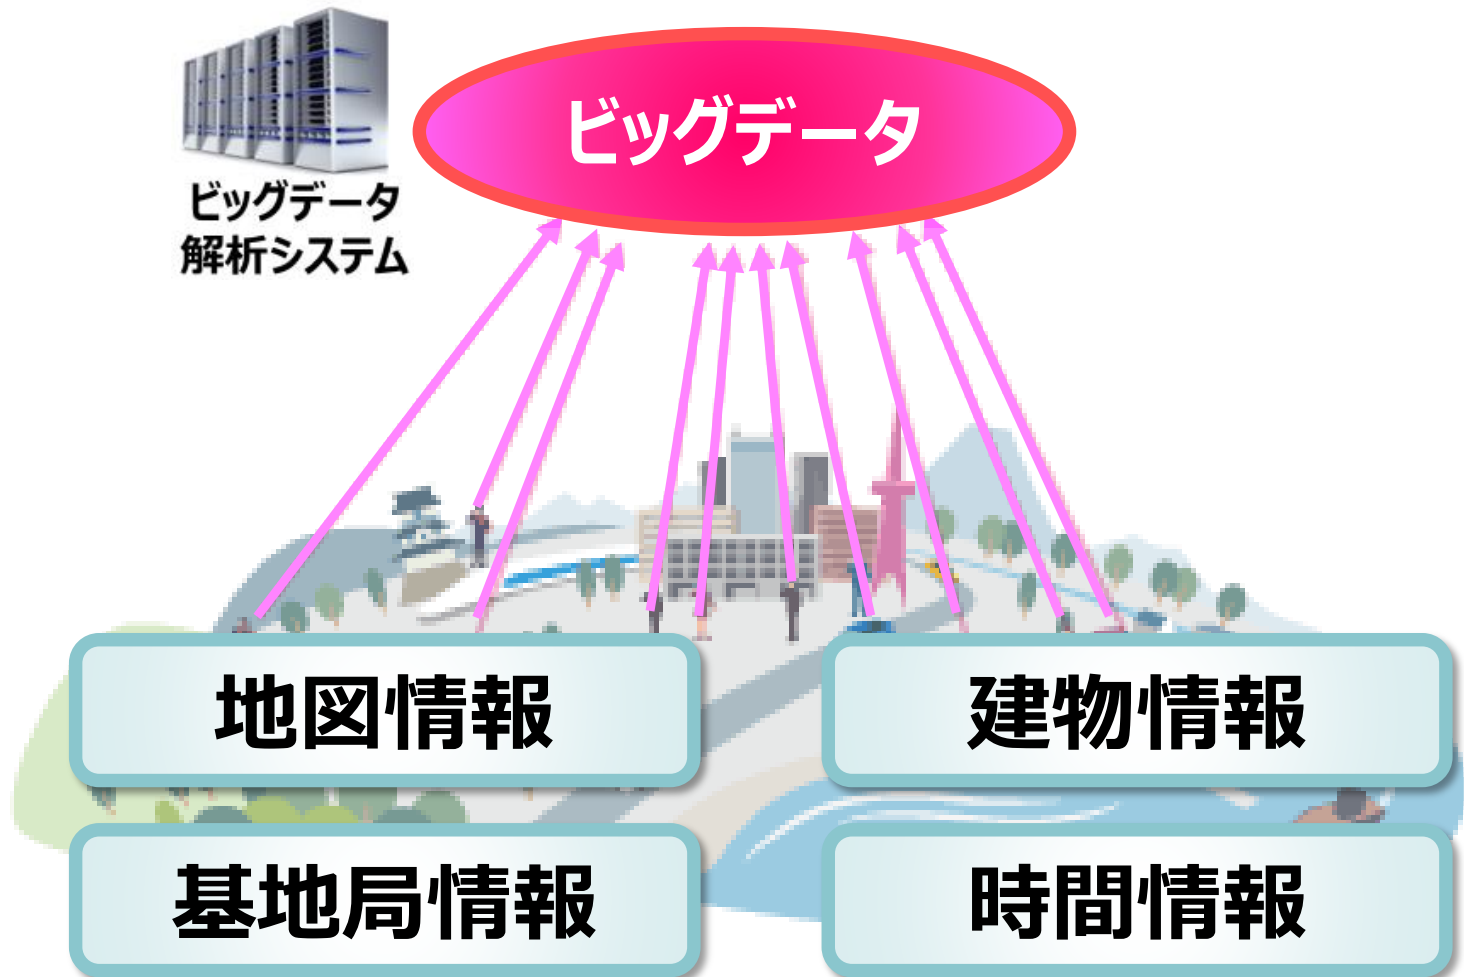 ビッグデータ
ビッグデータ
解析システム
地図情報
建物情報
基地局情報
時間情報